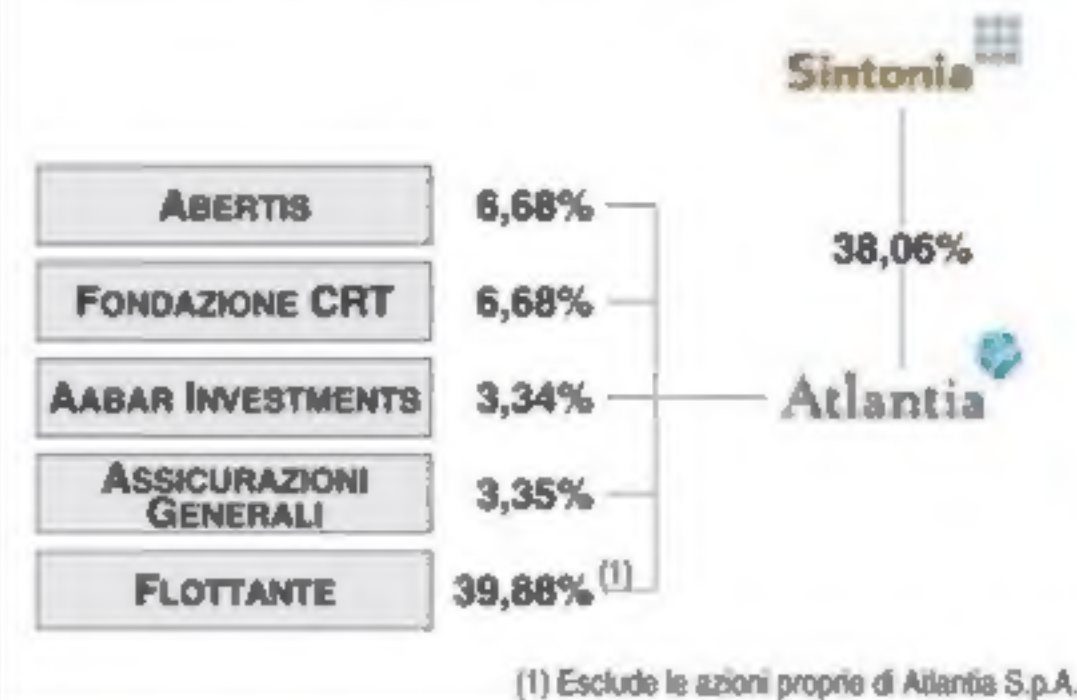 Sintonia
ABERTIS 6,68%
38,06%
FONDAZIONE CRT 6,68%
AABAR INVESTMENTS 3,34%
Atlantia
ASSICURAZIONI
GENERALI 3,35%
FLOTTANTE 39,88% (1)
(1) Esclude le azioni proprie di Atlantia S.p.A.